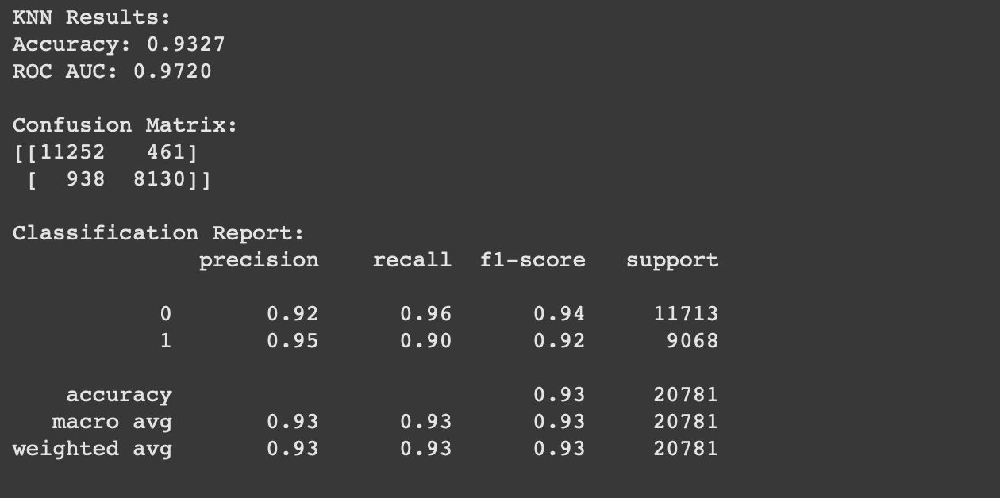 KNN Results:
Accuracy: 0.9327
ROC AUC: 0.9720
Confusion Matrix:
[[11252   461]
 [  938  8130]]
Classification Report:
              precision    recall  f1-score   support
           0       0.92      0.96      0.94     11713
           1       0.95      0.90      0.92      9068
    accuracy                           0.93     20781
   macro avg       0.93      0.93      0.93     20781
weighted avg       0.93      0.93      0.93     20781